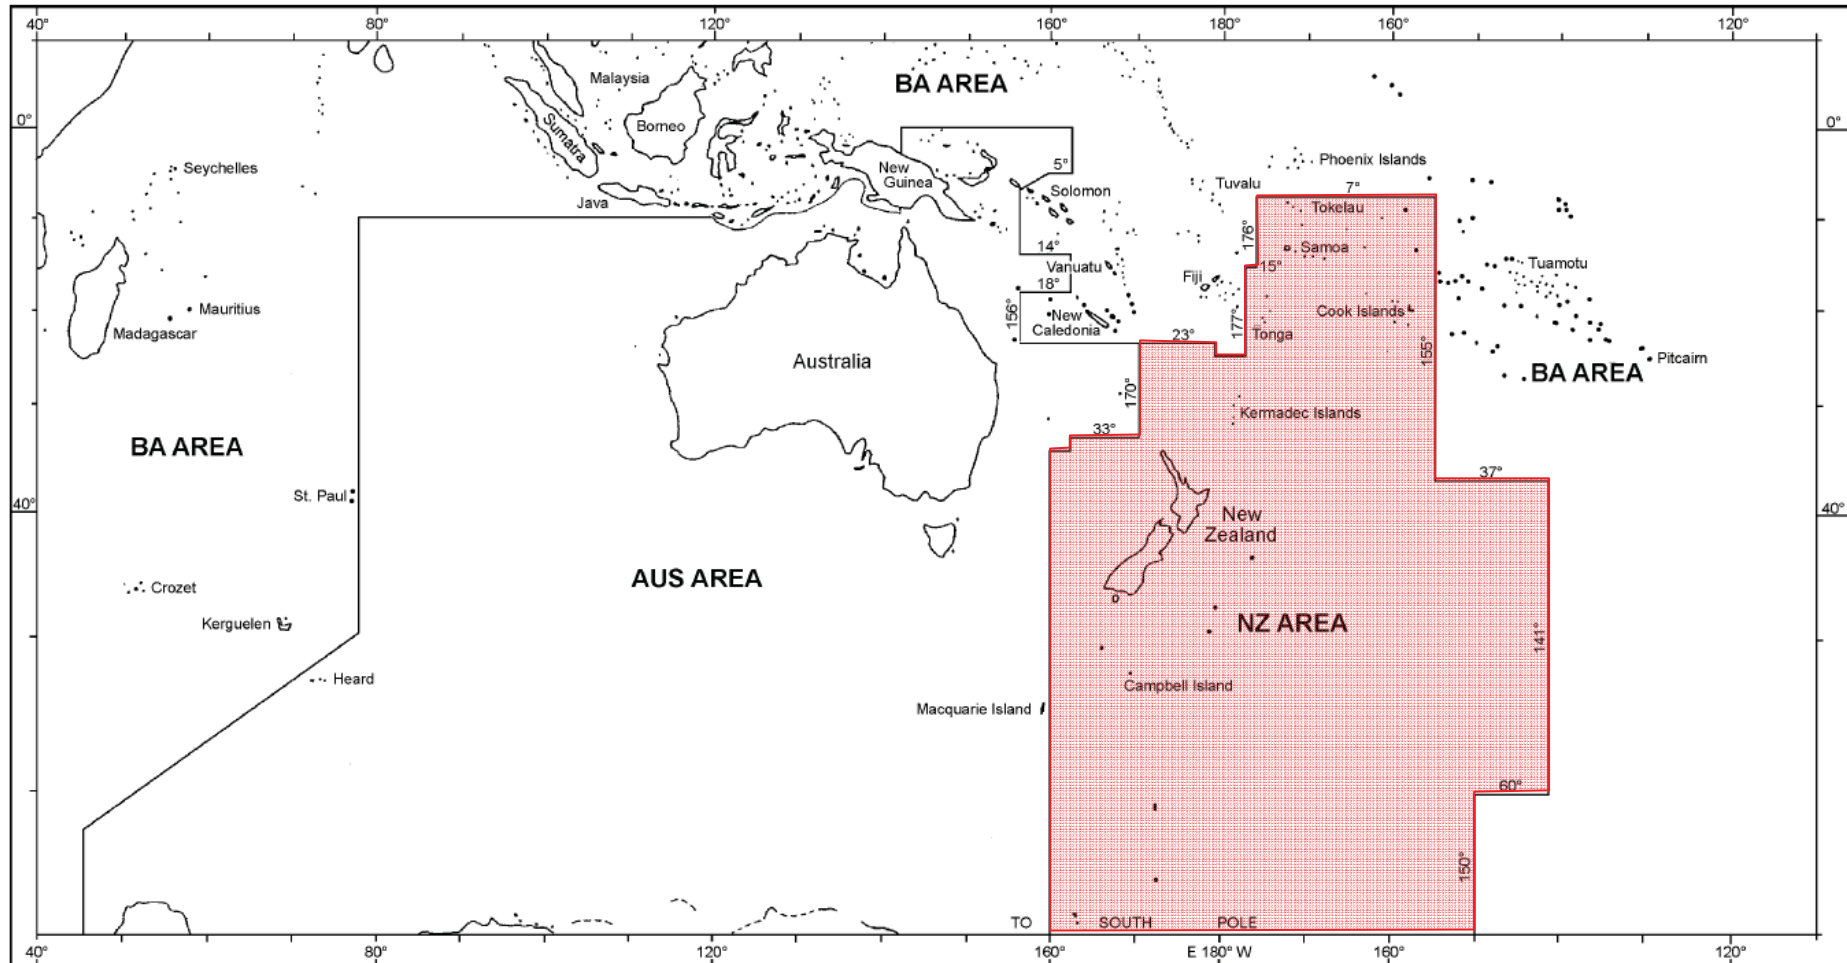 40°
80°
120°
160°
180°
160°
120°
Malaysia
BA AREA
0°
Sumatra
Borneo
0°
Seychelles
New
Guinea
5°
Phoenix Islands
Java
Solomon
Tuvalu
7°
Tokelau
176°
14°
Samoa
Vanuatu
15°
Fiji
Tuamotu
18°
Mauritius
Madagascar
156°
New
Caledonia
177°
Cook Islands
23°
Tonga
155°
Australia
Pitcairn
BA AREA
170°
Kermadec Islands
33°
BA AREA
37°
St. Paul
40°
New
Zealand
40°
AUS AREA
Crozet
Kerguelen
NZ AREA
141°
Heard
Campbell Island
Macquarie Island
60°
150°
TO SOUTH POLE
40°
80°
120°
160°
E 180° W
160°
120°